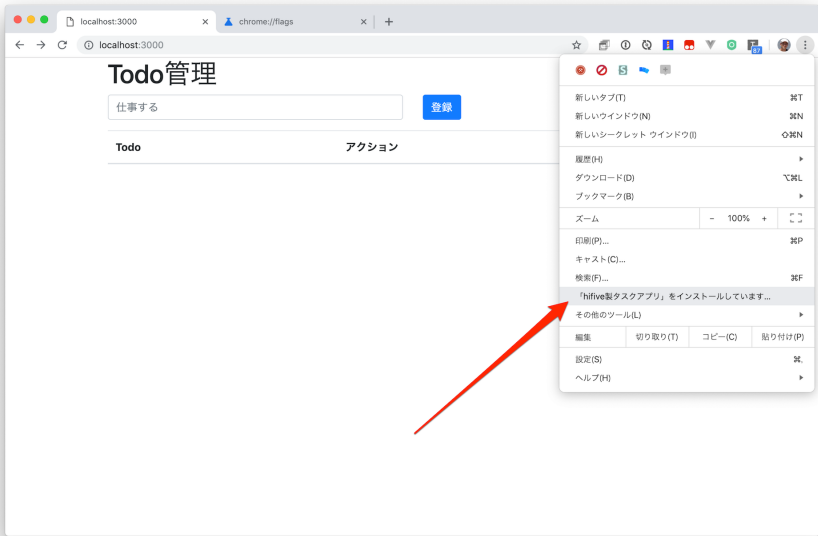 localhost:3000
chrome://flags
localhost:3000
87
Todo管理
仕事する
登録
Todo
アクション
新しいタブ(T) ⌘T
新しいウインドウ(N) ⌘N
新しいシークレット ウインドウ(I) ⇧⌘N
履歴(H)
ダウンロード(D) ⌥⌘L
ブックマーク(B)
ズーム - 100% +
印刷(P)... ⌘P
キャスト(C)...
検索(F)... ⌘F
「hifive製タスクアプリ」をインストールしています...
その他のツール(L)
編集 切り取り(T) コピー(C) 貼り付け(P)
設定(S) ⌘,
ヘルプ(H)